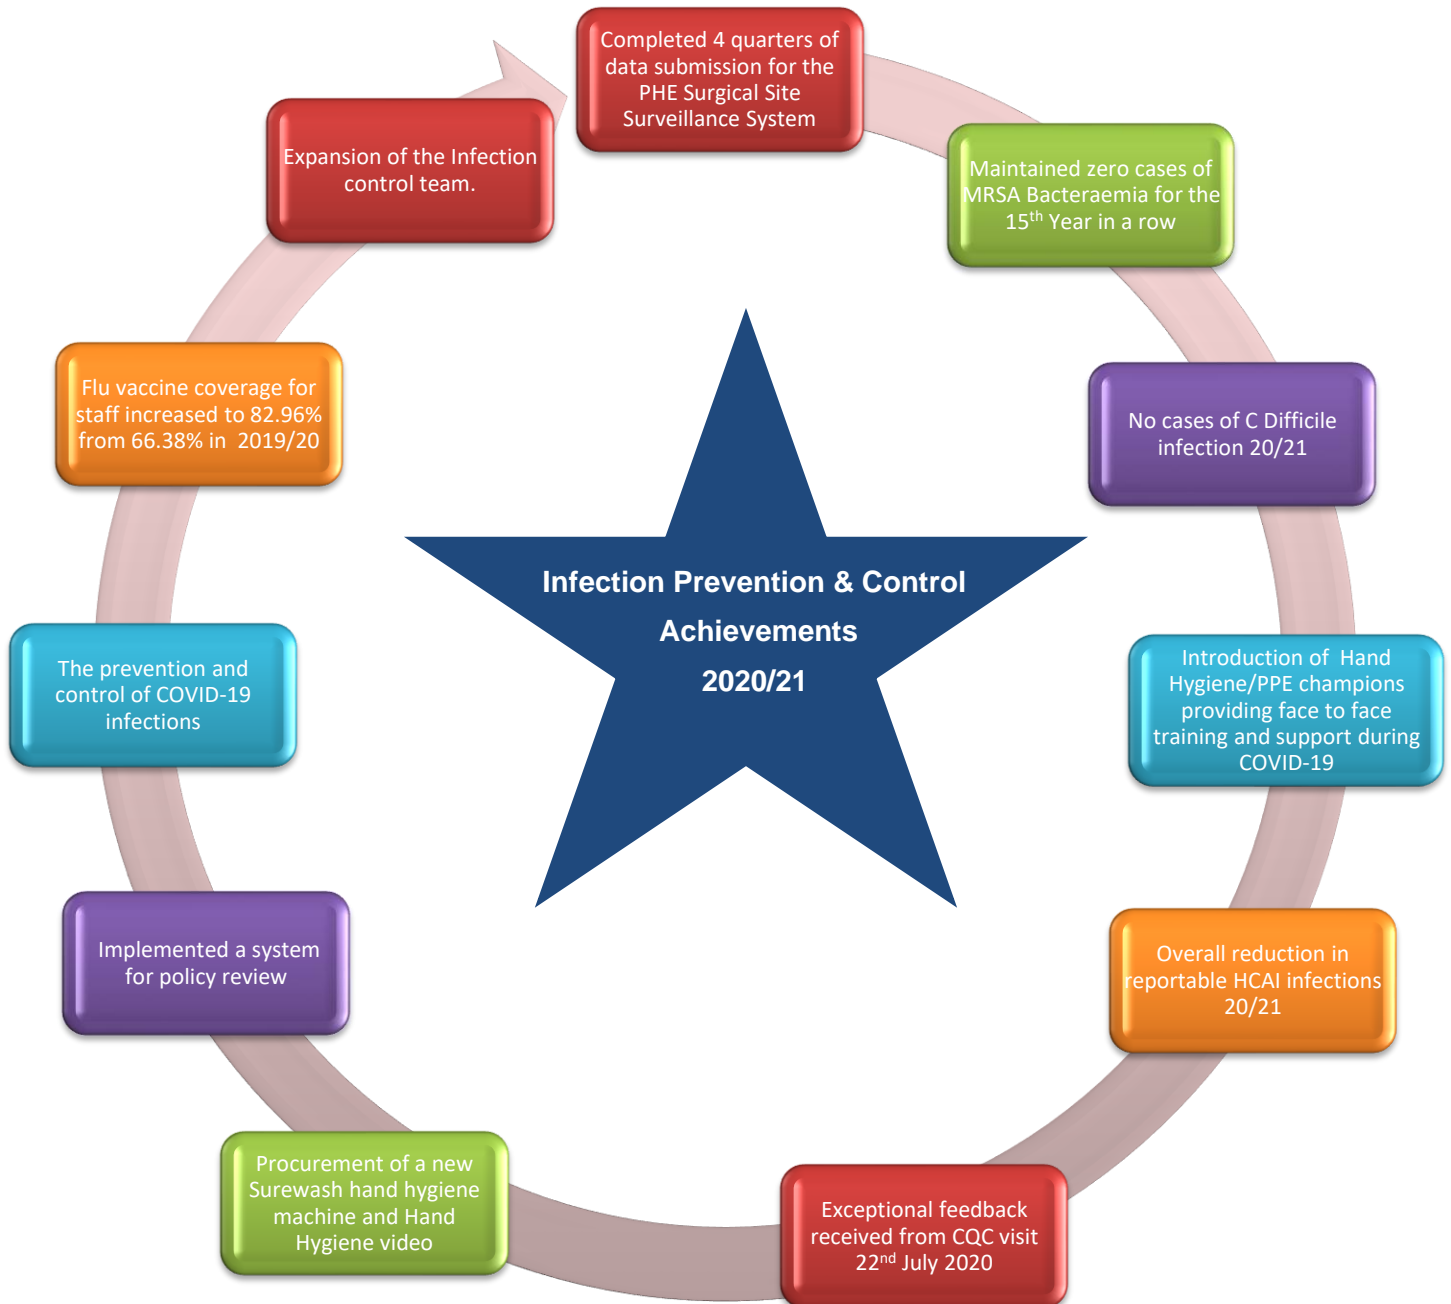 Completed 4 quarters of
data submission for the
PHE Surgical Site
Surveillance System
Maintained zero cases of
MRSA Bacteraemia for the
15th Year in a row
No cases of C Difficile
infection 20/21
Introduction of Hand
Hygiene/PPE champions
providing face to face
training and support during
COVID-19
Overall reduction in
reportable HCAI infections
20/21
Exceptional feedback
received from CQC visit
22nd July 2020
Procurement of a new
Surewash hand hygiene
machine and Hand
Hygiene video
Implemented a system
for policy review
The prevention and
control of COVID-19
infections
Flu vaccine coverage for
staff increased to 82.96%
from 66.38% in 2019/20
Expansion of the Infection
control team.
Infection Prevention & Control
Achievements
2020/21